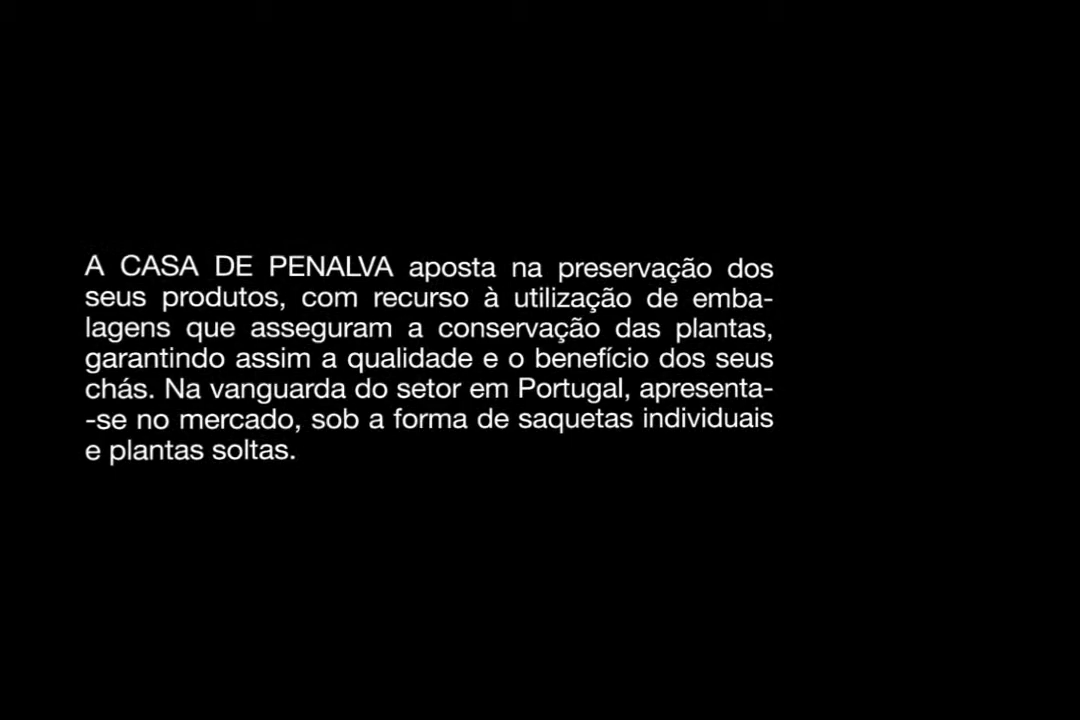 A CASA DE PENALVA aposta na preservação dos
seus produtos, com recurso à utilização de emba-
lagens que asseguram a conservação das plantas,
garantindo assim a qualidade e o benefício dos seus
chás. Na vanguarda do setor em Portugal, apresenta-
-se no mercado, sob a forma de saquetas individuais
e plantas soltas.